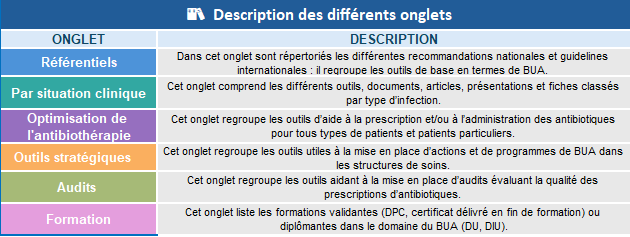 Description des différents onglets
ONGLET
DESCRIPTION
Référentiels
Dans cet onglet sont répertoriés les différentes recommandations nationales et guidelines
internationales : il regroupe les outils de base en termes de BUA.
Par situation clinique
Cet onglet comprend les différents outils, documents, articles, présentations et fiches classés
par type d'infection.
Optimisation de
l'antibiothérapie
Cet onglet regroupe les outils d'aide à la prescription et/ou à l'administration des antibiotiques
pour tous types de patients et patients particuliers.
Outils stratégiques
Cet onglet regroupe les outils utiles à la mise en place d'actions et de programmes de BUA dans
les structures de soins.
Audits
Cet onglet regroupe les outils aidant à la mise en place d'audits évaluant la qualité des
prescriptions d'antibiotiques.
Formation
Cet onglet liste les formations validantes (DPC, certificat délivré en fin de formation) ou
diplômantes dans le domaine du BUA (DU, DIU).